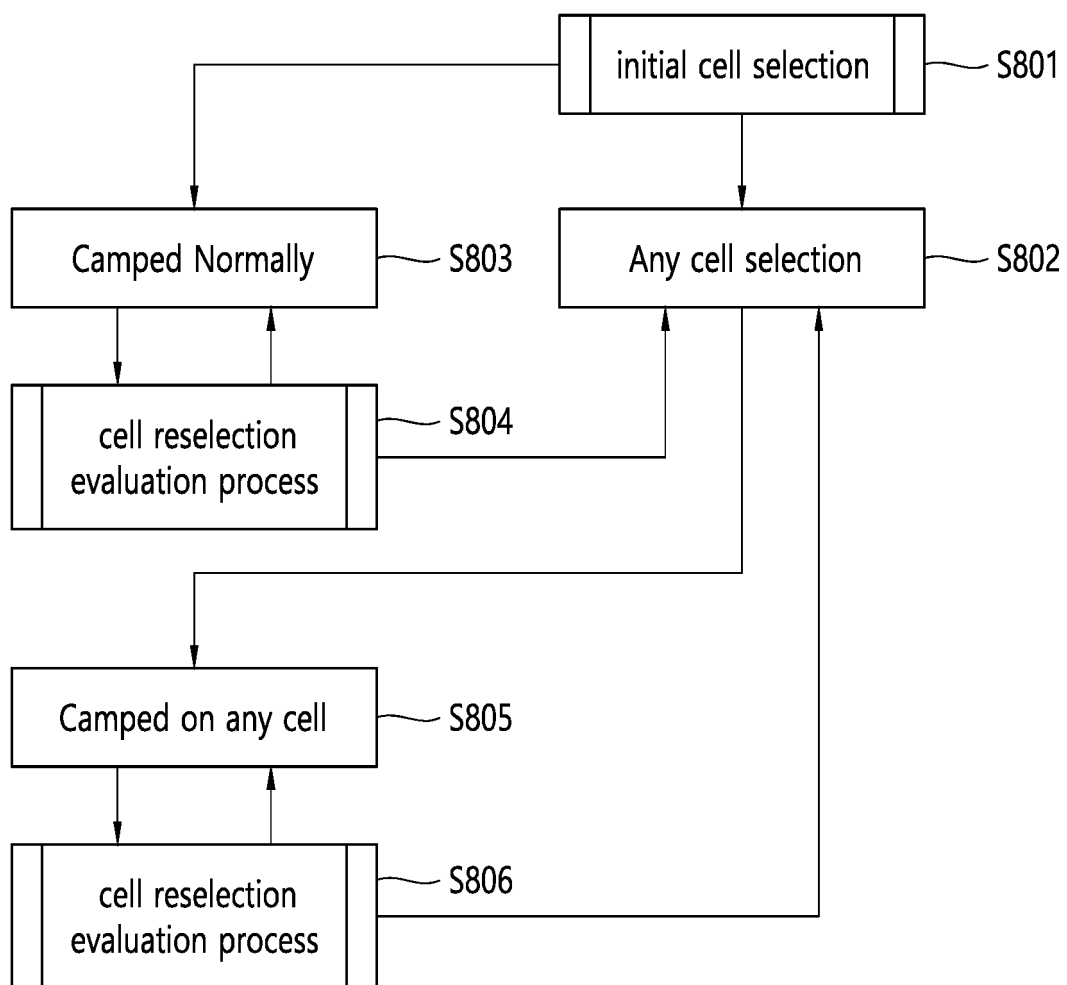 initial cell selection
S801
Camped Normally
S803
Any cell selection
S802
cell reselection
evaluation process
S804
Camped on any cell
S805
cell reselection
evaluation process
S806